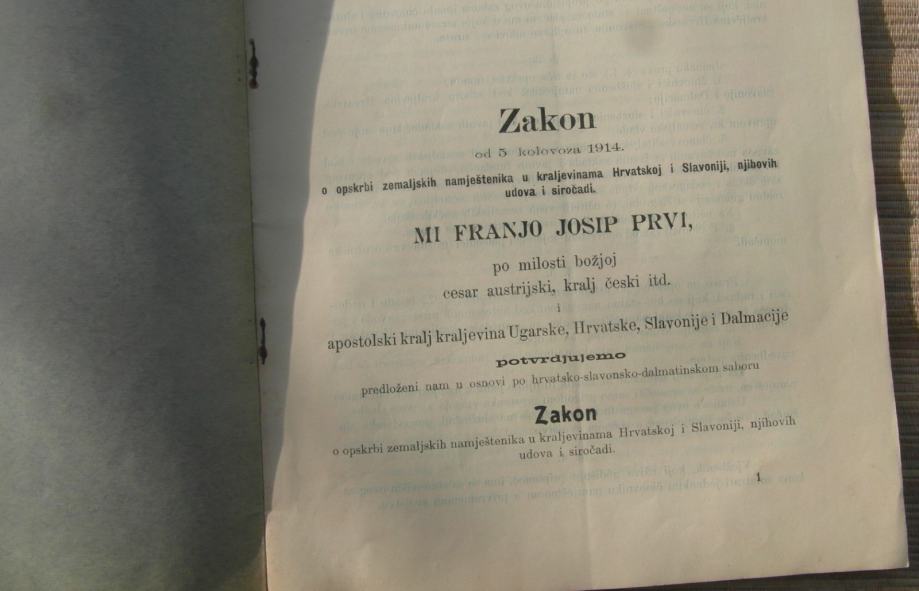 Zakon
od 5 kolovoza 1914.
o opskrbi zemaljskih namještenika u kraljevinama Hrvatskoj i Slavoniji, njihovih
udova i siročadi.
MI FRANJO JOSIP PRVI,
po milosti božjoj
cesar austrijski, kralj češki itd.
i
apostolski kralj kraljevina Ugarske, Hrvatske, Slavonije i Dalmacije
potvrdjujemo
predloženi nam u osnovi po hrvatsko-slavonsko-dalmatinskom saboru
Zakon
o opskrbi zemaljskih namještenika u kraljevinama Hrvatskoj i Slavoniji, njihovih
udova i siročadi.
1